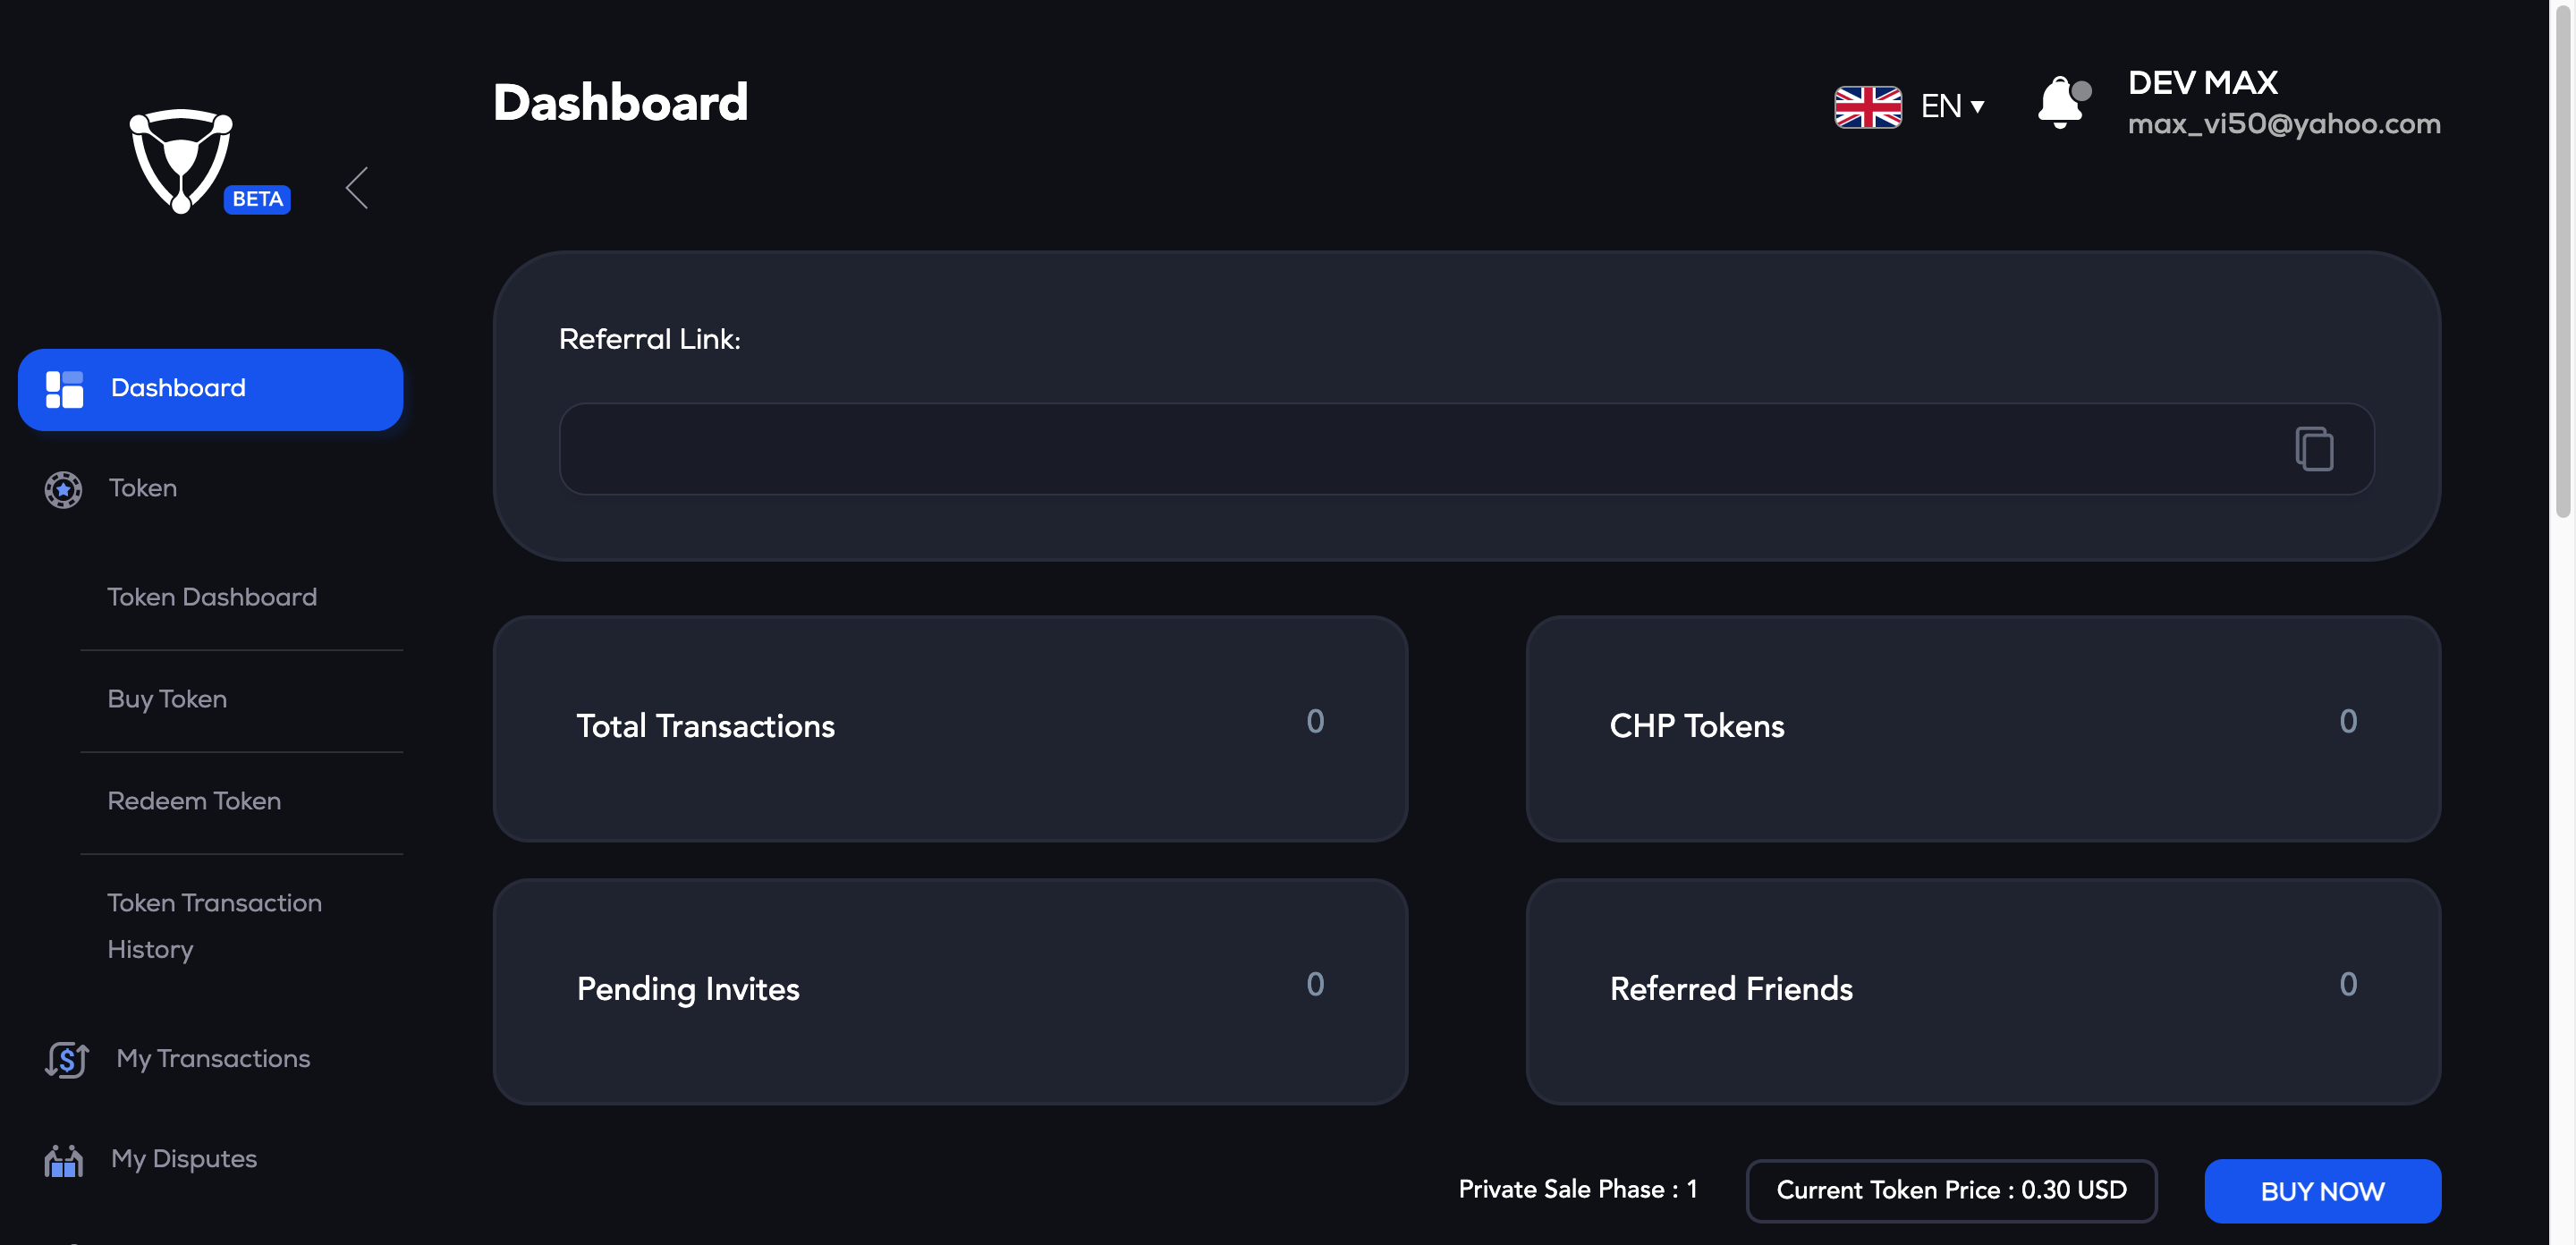 BETA
Dashboard
Token
Token Dashboard
Buy Token
Redeem Token
Token Transaction
History
My Transactions
My Disputes
Dashboard
EN
DEV MAX
max_vi50@yahoo.com
Referral Link:
Total Transactions 0
CHP Tokens 0
Pending Invites 0
Referred Friends 0
Private Sale Phase : 1
Current Token Price : 0.30 USD
BUY NOW